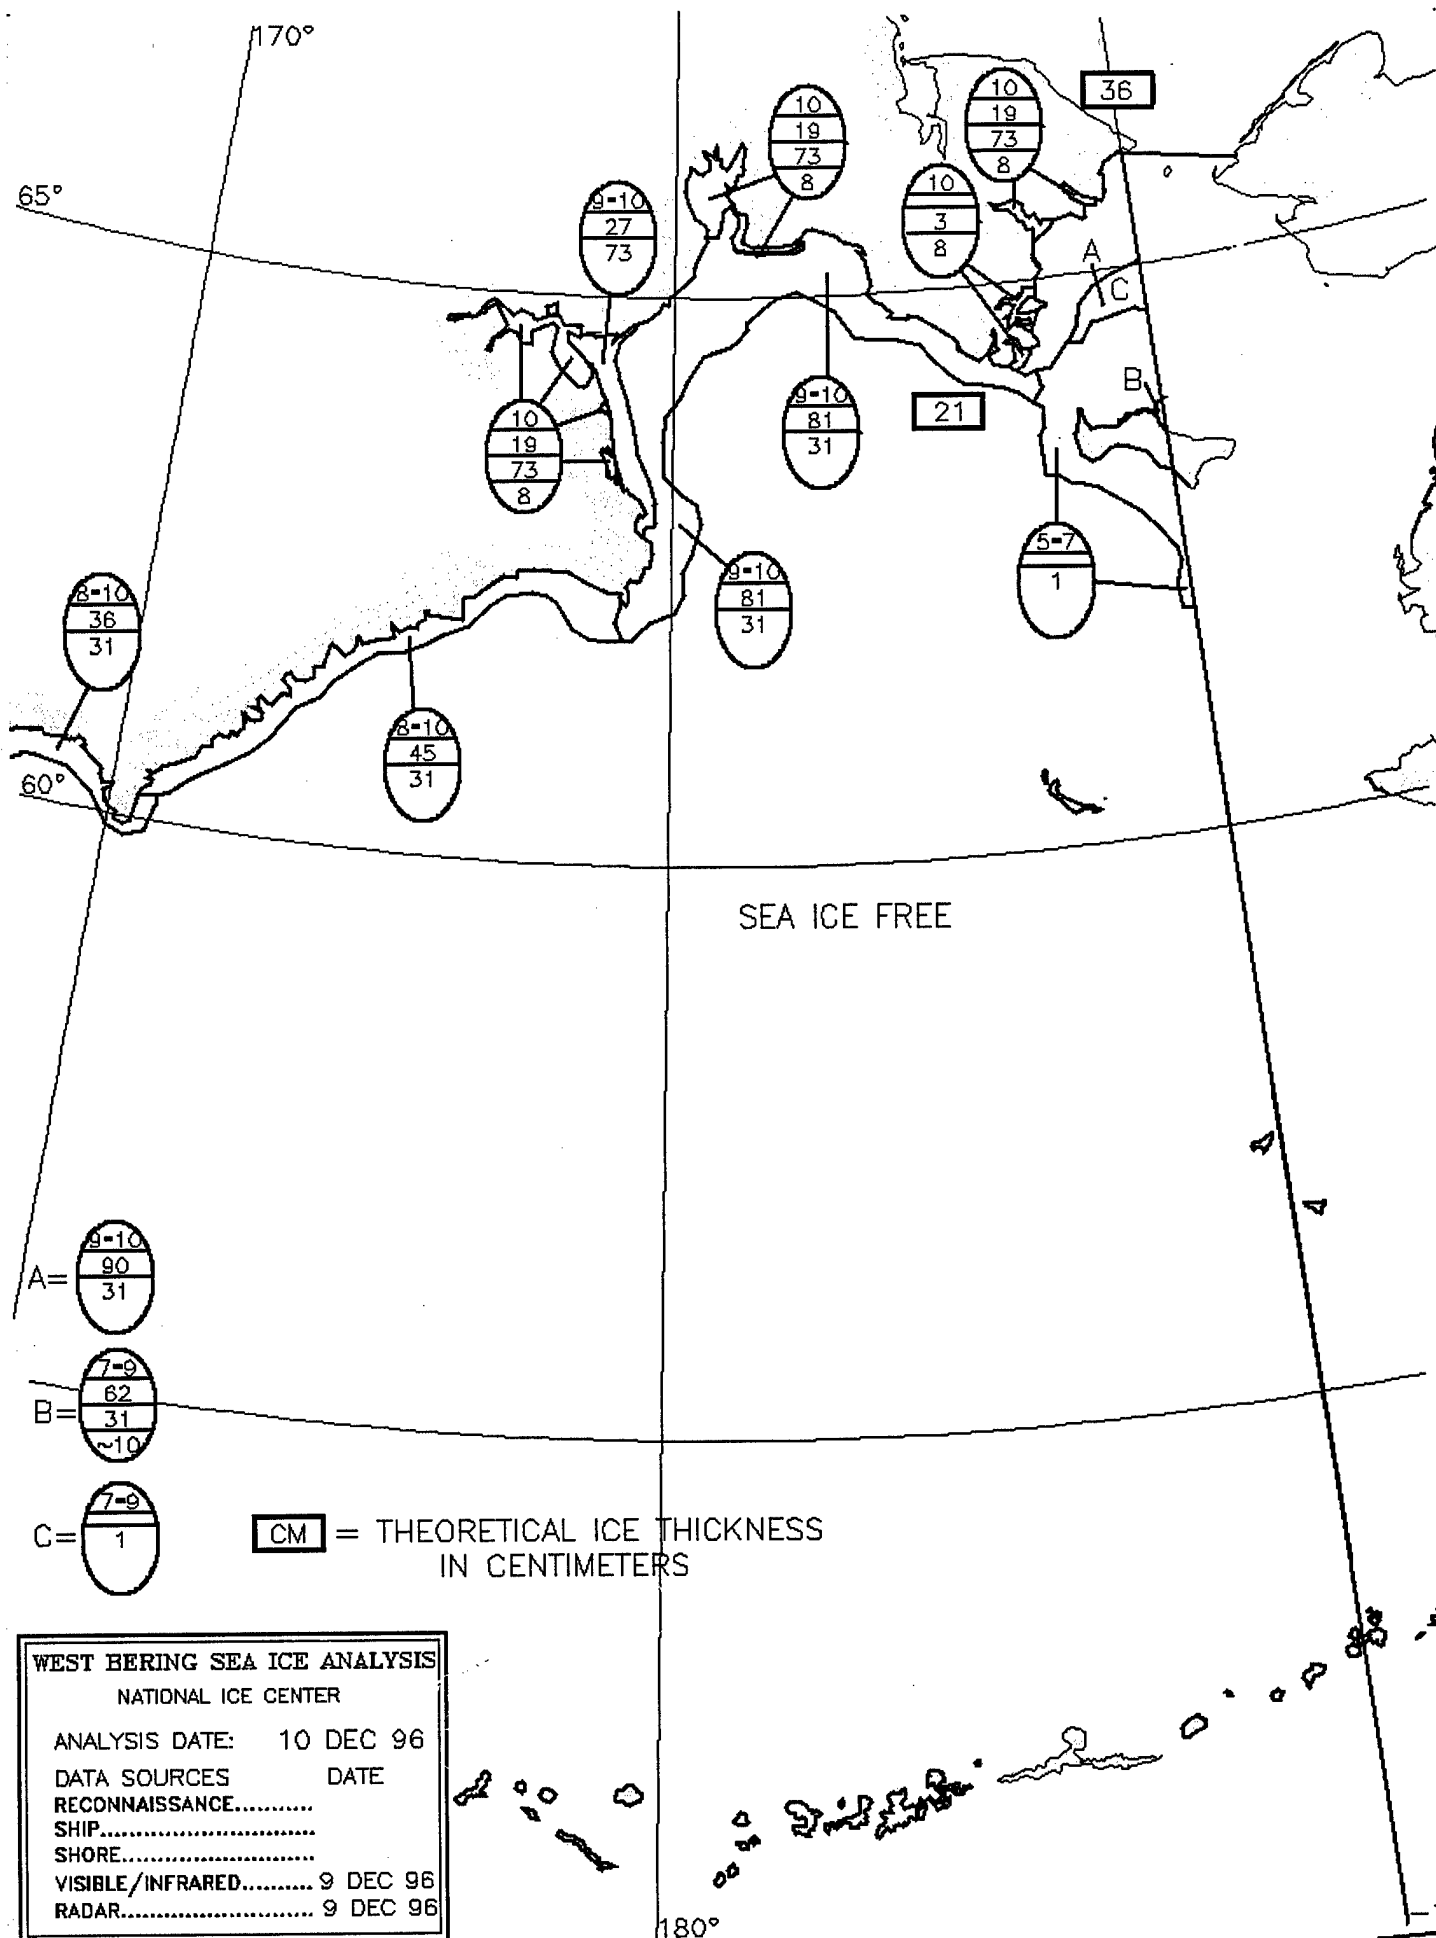 170°
36
10
19
73
8
10
19
73
8
65°
9-10
27
73
10
3
8
A
C
B
9-10
81
31
21
10
19
73
8
5-7
1
9-10
81
31
8-10
36
31
8-10
45
31
60°
SEA ICE FREE
A=
9-10
90
31
B=
7-9
62
31
~10
C=
7-9
1
CM = THEORETICAL ICE THICKNESS
IN CENTIMETERS
WEST BERING SEA ICE ANALYSIS
NATIONAL ICE CENTER
ANALYSIS DATE: 10 DEC 96
DATA SOURCES DATE
RECONNAISSANCE...........
SHIP...........................
SHORE........................
VISIBLE/INFRARED.......... 9 DEC 96
RADAR........................ 9 DEC 96
180°